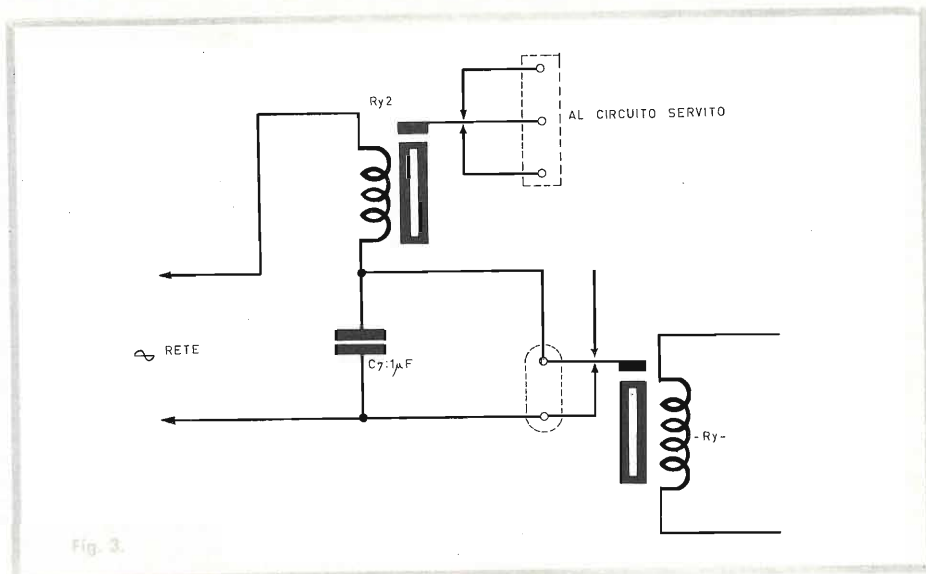 Ry2
AL CIRCUITO SERVITO
RETE
C7:1µF
-Ry-
Fig. 3.